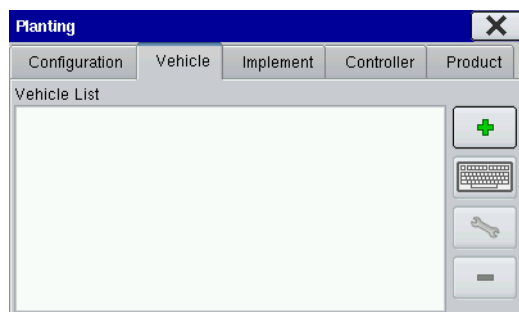 Planting
Configuration Vehicle Implement Controller Product
Vehicle List